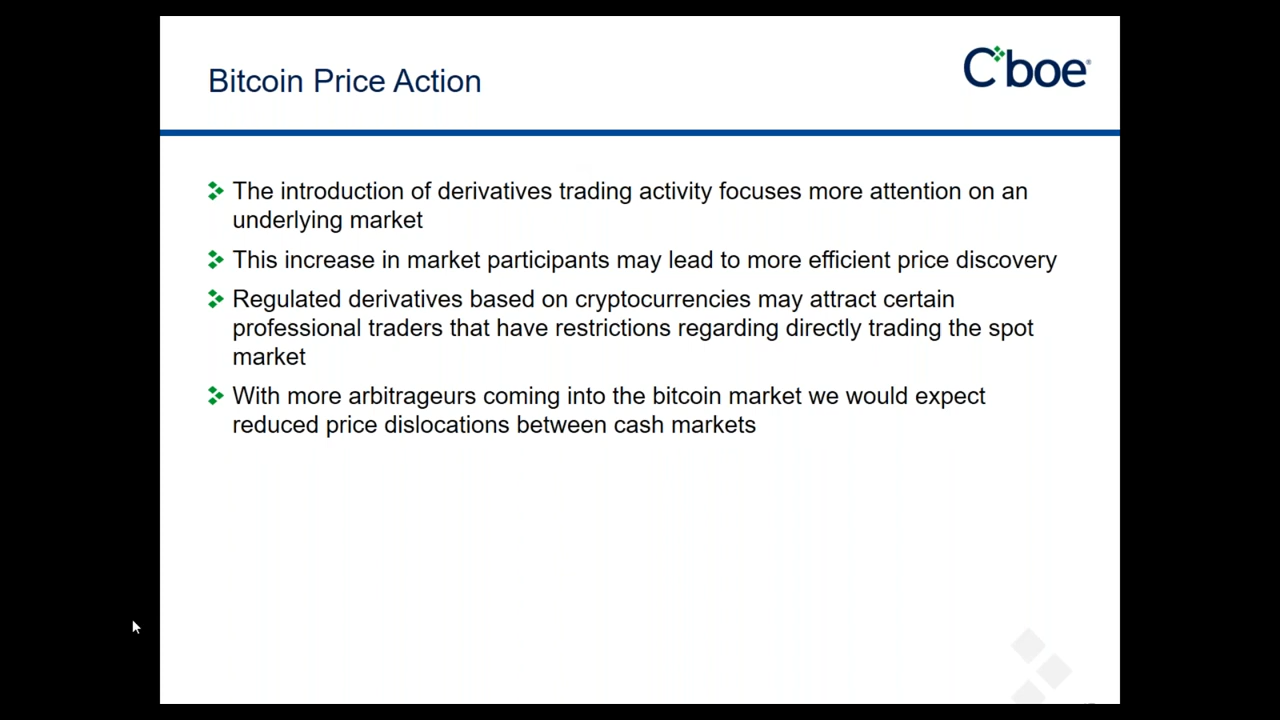 Bitcoin Price Action
Cboe®
The introduction of derivatives trading activity focuses more attention on an
underlying market
This increase in market participants may lead to more efficient price discovery
Regulated derivatives based on cryptocurrencies may attract certain
professional traders that have restrictions regarding directly trading the spot
market
With more arbitrageurs coming into the bitcoin market we would expect
reduced price dislocations between cash markets